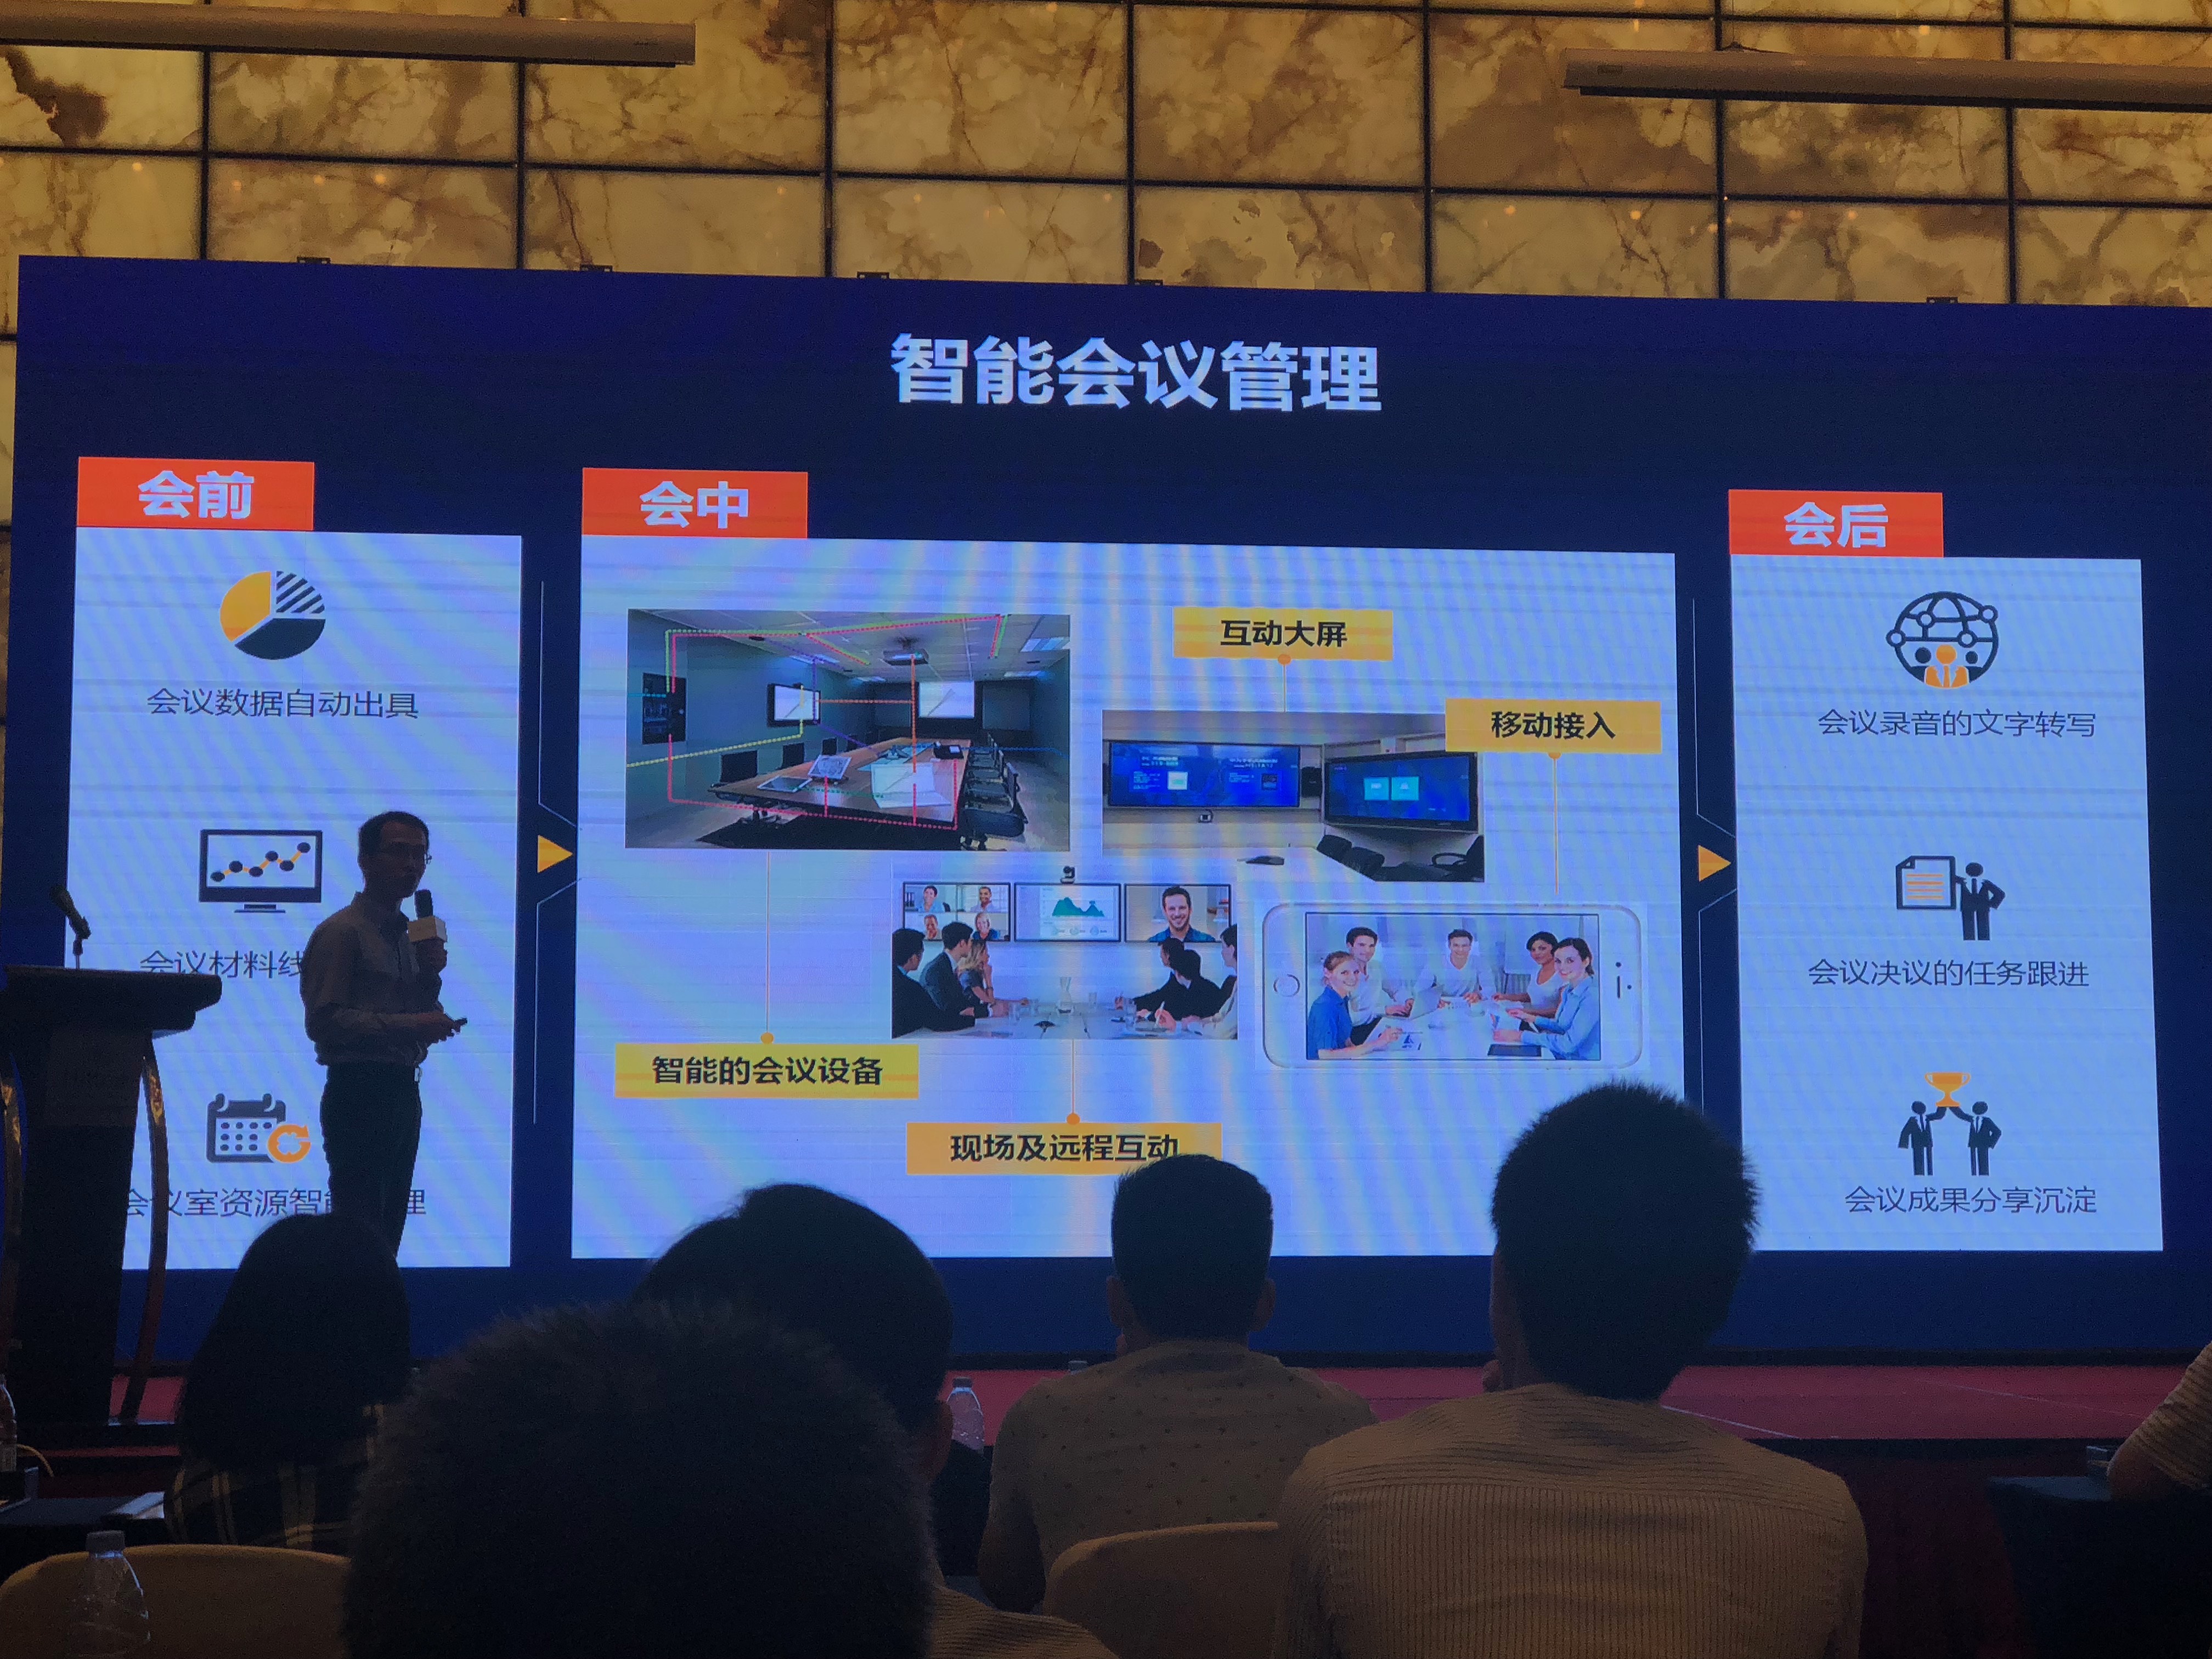 智能会议管理
会前
会议数据自动出具
会议材料线
会议室资源智能 理
会中
互动大屏
移动接入
智能的会议设备
现场及远程互动
会后
会议录音的文字转写
会议决议的任务跟进
会议成果分享沉淀